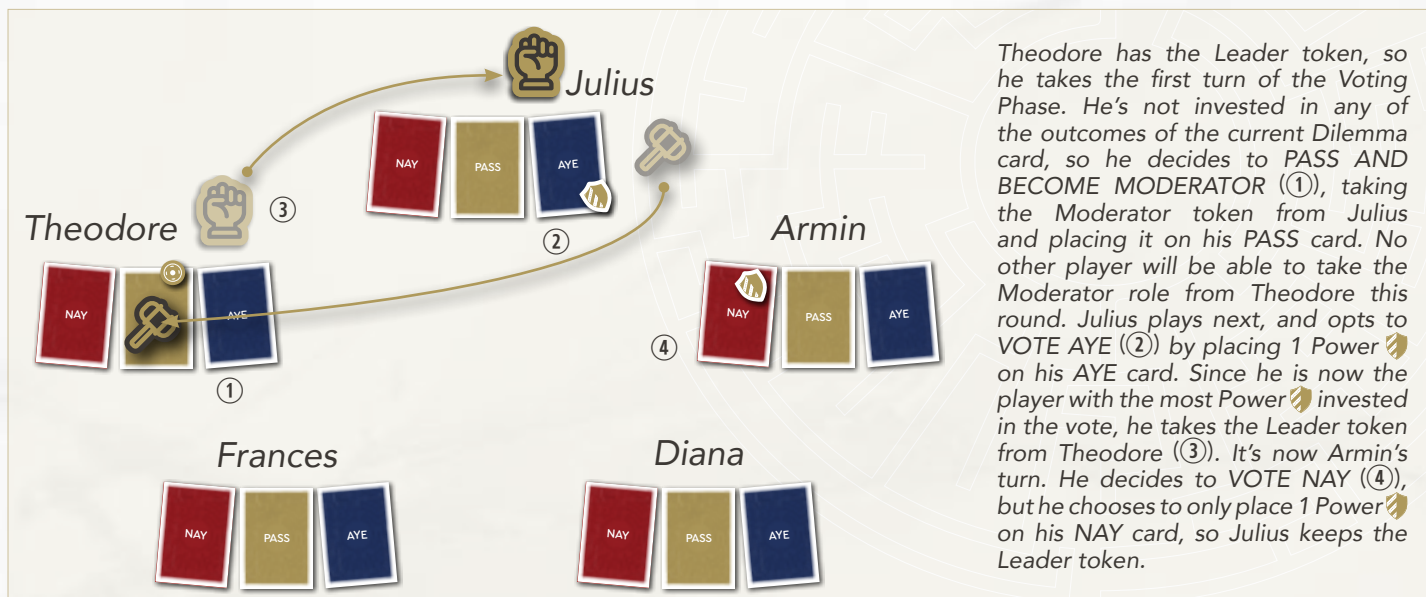 Julius
NAY
PASS
AYE
③
②
Theodore
NAY
AYE
①
Armin
NAY
PASS
AYE
④
Frances
NAY
PASS
AYE
Diana
NAY
PASS
AYE
Theodore has the Leader token, so
he takes the first turn of the Voting
Phase. He's not invested in any of
the outcomes of the current Dilemma
card, so he decides to PASS AND
BECOME MODERATOR (①), taking
the Moderator token from Julius
and placing it on his PASS card. No
other player will be able to take the
Moderator role from Theodore this
round. Julius plays next, and opts to
VOTE AYE (②) by placing 1 Power
on his AYE card. Since he is now the
player with the most Power invested
in the vote, he takes the Leader token
from Theodore (③). It's now Armin's
turn. He decides to VOTE NAY (④),
but he chooses to only place 1 Power
on his NAY card, so Julius keeps the
Leader token.